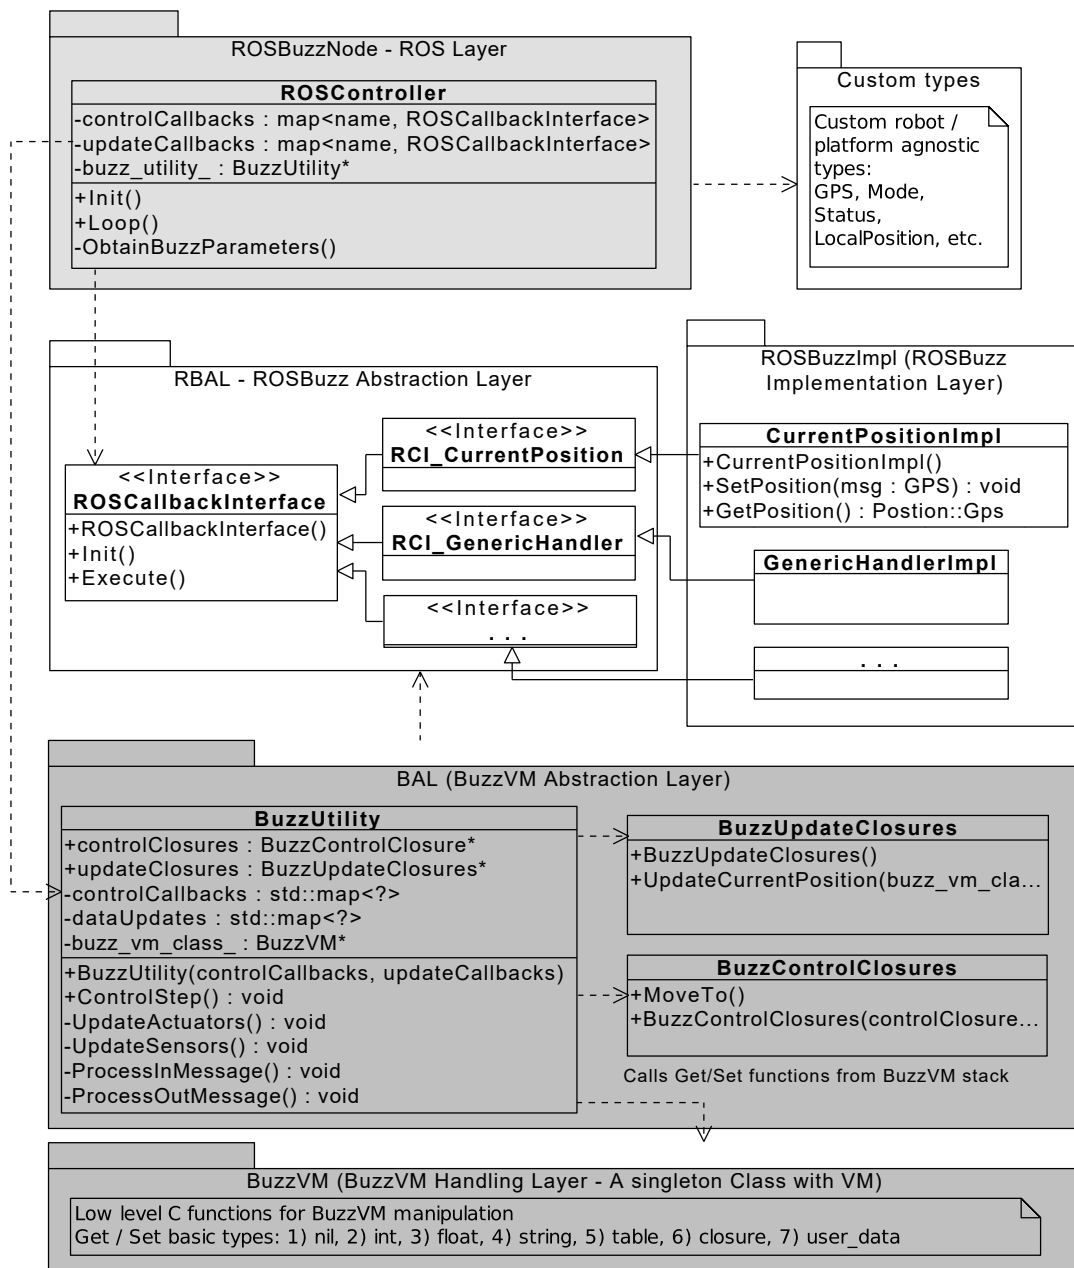 ROSBuzzNode - ROS Layer
ROSController
-controlCallbacks : map<name, ROSCallbackInterface>
-updateCallbacks : map<name, ROSCallbackInterface>
-buzz_utility_ : BuzzUtility*
+Init()
+Loop()
-ObtainBuzzParameters()
Custom types
Custom robot /
platform agnostic
types:
GPS, Mode,
Status,
LocalPosition, etc.
RBAL - ROSBuzz Abstraction Layer
<<Interface>>
ROSCallbackInterface
+ROSCallbackInterface()
+Init()
+Execute()
<<Interface>>
RCI_CurrentPosition
<<Interface>>
RCI_GenericHandler
<<Interface>>
. . .
ROSBuzzImpl (ROSBuzz
Implementation Layer)
CurrentPositionImpl
+CurrentPositionImpl()
+SetPosition(msg : GPS) : void
+GetPosition() : Postion::Gps
GenericHandlerImpl
. . .
BAL (BuzzVM Abstraction Layer)
BuzzUtility
+controlClosures : BuzzControlClosure*
+updateClosures : BuzzUpdateClosures*
-controlCallbacks : std::map<?>
-dataUpdates : std::map<?>
-buzz_vm_class_ : BuzzVM*
+BuzzUtility(controlCallbacks, updateCallbacks)
+ControlStep() : void
-UpdateActuators() : void
-UpdateSensors() : void
-ProcessInMessage() : void
-ProcessOutMessage() : void
BuzzUpdateClosures
+BuzzUpdateClosures()
+UpdateCurrentPosition(buzz_vm_cla...
BuzzControlClosures
+MoveTo()
+BuzzControlClosures(controlClosure...
Calls Get/Set functions from BuzzVM stack
BuzzVM (BuzzVM Handling Layer - A singleton Class with VM)
Low level C functions for BuzzVM manipulation
Get / Set basic types: 1) nil, 2) int, 3) float, 4) string, 5) table, 6) closure, 7) user_data